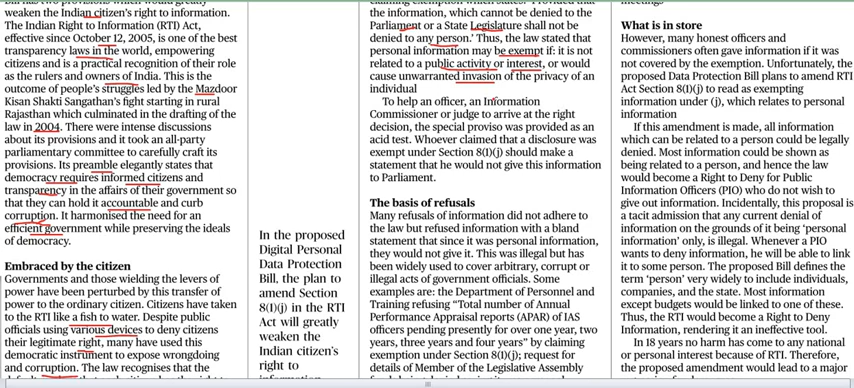 weaken the Indian citizen's right to information.
The Indian Right to Information (RTI) Act,
effective since October 12, 2005, is one of the best
transparency laws in the world, empowering
citizens and is a practical recognition of their role
as the rulers and owners of India. This is the
outcome of people's struggles led by the Mazdoor
Kisan Shakti Sangathan's fight starting in rural
Rajasthan which culminated in the drafting of the
law in 2004. There were intense discussions
about its provisions and it took an all-party
parliamentary committee to carefully craft its
provisions. Its preamble elegantly states that
democracy requires informed citizens and
transparency in the affairs of their government so
that they can hold it accountable and curb
corruption. It harmonised the need for an
efficient government while preserving the ideals
of democracy.
Embraced by the citizen
Governments and those wielding the levers of
power have been perturbed by this transfer of
power to the ordinary citizen. Citizens have taken
to the RTI like a fish to water. Despite public
officials using various devices to deny citizens
their legitimate right, many have used this
democratic instrument to expose wrongdoing
and corruption. The law recognises that the
In the proposed
Digital Personal
Data Protection
Bill, the plan to
amend Section
8(1)(j) in the RTI
Act will greatly
weaken the
Indian citizen's
right to
information
the information, which cannot be denied to the
Parliament or a State Legislature shall not be
denied to any person.' Thus, the law stated that
personal information may be exempt if: it is not
related to a public activity or interest, or would
cause unwarranted invasion of the privacy of an
individual
To help an officer, an Information
Commissioner or judge to arrive at the right
decision, the special proviso was provided as an
acid test. Whoever claimed that a disclosure was
exempt under Section 8(1)(j) should make a
statement that he would not give this information
to Parliament.
The basis of refusals
Many refusals of information did not adhere to
the law but refused information with a bland
statement that since it was personal information,
they would not give it. This was illegal but has
been widely used to cover arbitrary, corrupt or
illegal acts of government officials. Some
examples are: the Department of Personnel and
Training refusing "Total number of Annual
Performance Appraisal reports (APAR) of IAS
officers pending presently for over one year, two
years, three years and four years" by claiming
exemption under Section 8(1)(j); request for
details of Member of the Legislative Assembly
meetings
What is in store
However, many honest officers and
commissioners often gave information if it was
not covered by the exemption. Unfortunately, the
proposed Data Protection Bill plans to amend RTI
Act Section 8(1)(j) to read as exempting
information under (j), which relates to personal
information
If this amendment is made, all information
which can be related to a person could be legally
denied. Most information could be shown as
being related to a person, and hence the law
would become a Right to Deny for Public
Information Officers (PIO) who do not wish to
give out information. Incidentally, this proposal is
a tacit admission that any current denial of
information on the grounds of it being 'personal
information' only, is illegal. Whenever a PIO
wants to deny information, he will be able to link
it to some person. The proposed Bill defines the
term 'person' very widely to include individuals,
companies, and the state. Most information
except budgets would be linked to one of these.
Thus, the RTI would become a Right to Deny
Information, rendering it an ineffective tool.
In 18 years no harm has come to any national
or personal interest because of RTI. Therefore,
the proposed amendment would lead to a major